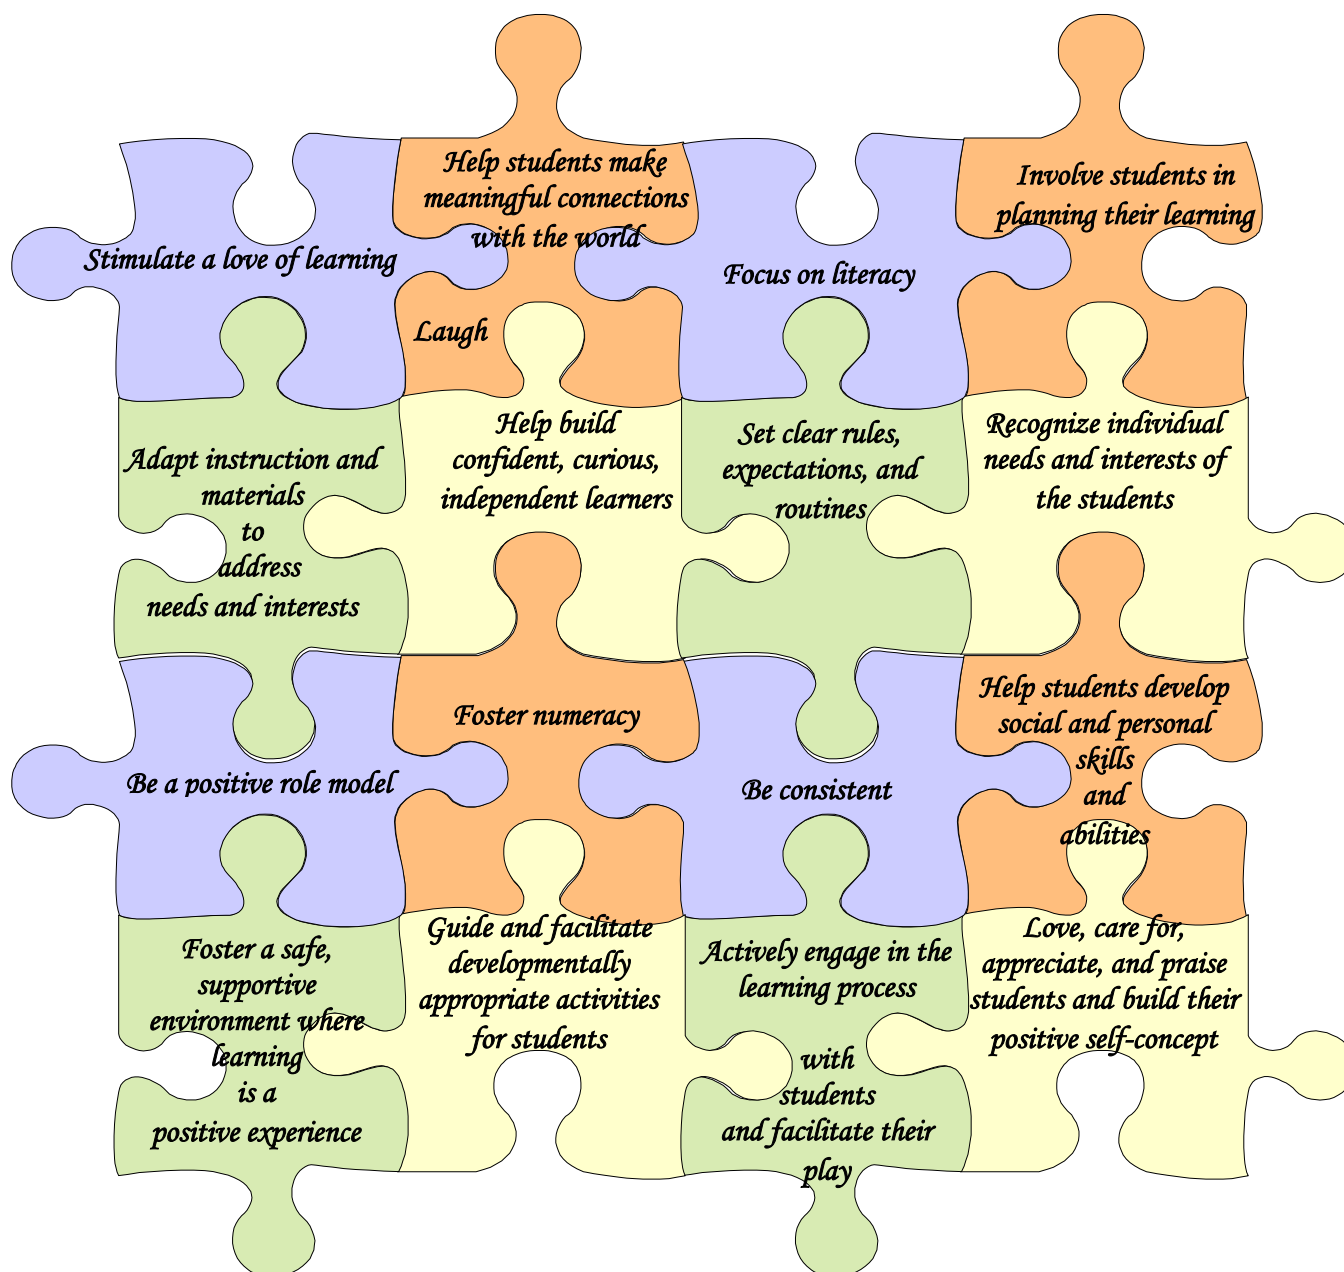 Stimulate a love of learning
Help students make
meaningful connections
with the world
Laugh
Focus on literacy
Involve students in
planning their learning
Adapt instruction and
materials
to
address
needs and interests
Help build
confident, curious,
independent learners
Set clear rules,
expectations, and
routines
Recognize individual
needs and interests of
the students
Be a positive role model
Foster numeracy
Be consistent
Help students develop
social and personal
skills
and
abilities
Foster a safe,
supportive
environment where
learning
is a
positive experience
Guide and facilitate
developmentally
appropriate activities
for students
Actively engage in the
learning process
with
students
and facilitate their
play
Love, care for,
appreciate, and praise
students and build their
positive self-concept